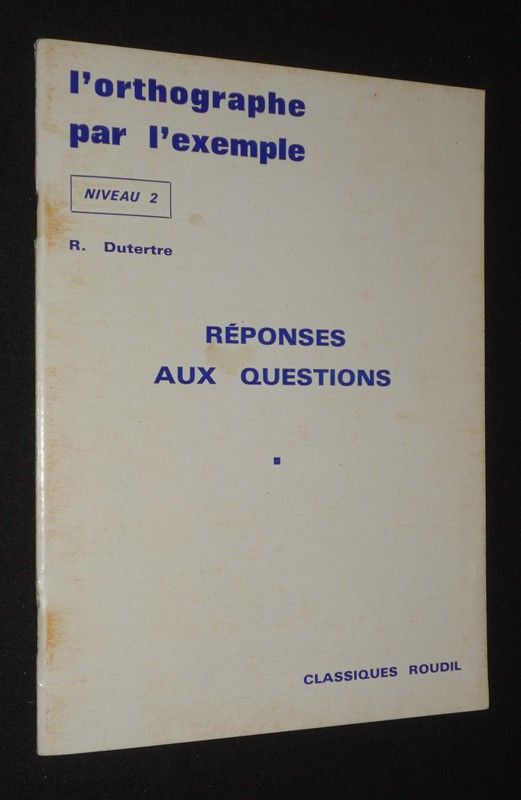 l'orthographe
par l'exemple
NIVEAU 2
R. Dutertre
RÉPONSES
AUX QUESTIONS
CLASSIQUES ROUDIL